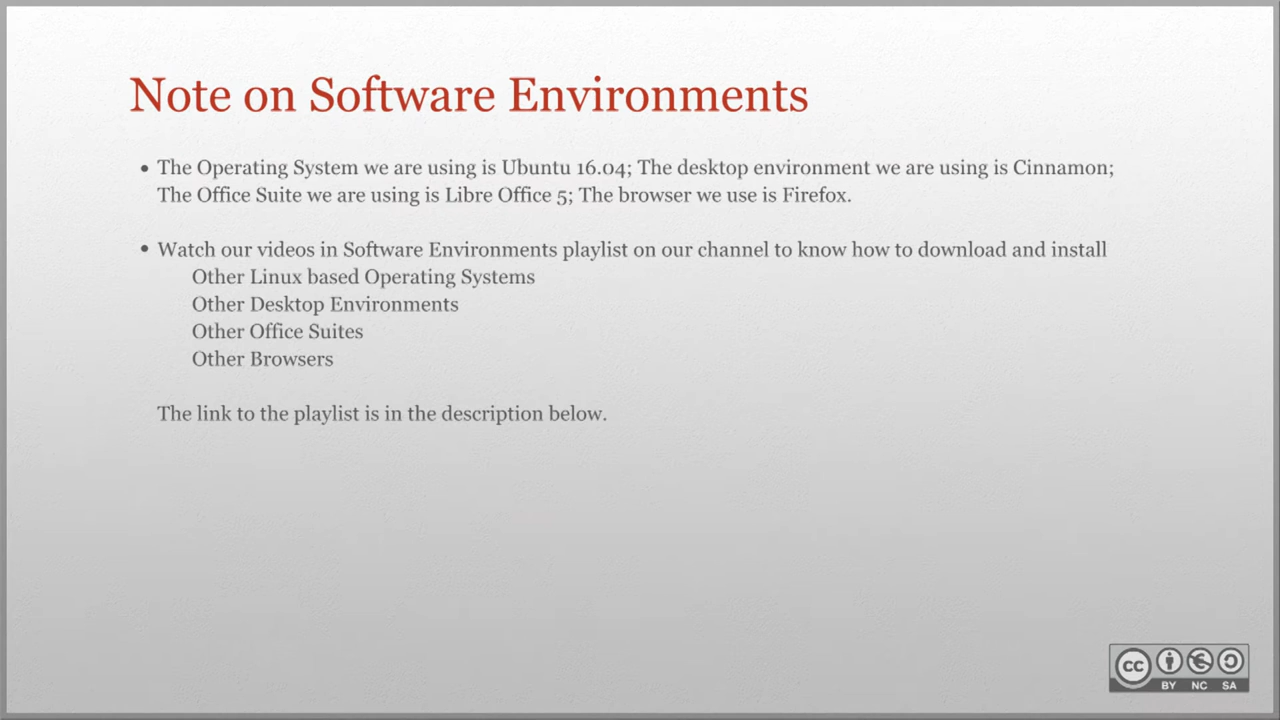 Note on Software Environments
• The Operating System we are using is Ubuntu 16.04; The desktop environment we are using is Cinnamon;
The Office Suite we are using is Libre Office 5; The browser we use is Firefox.
• Watch our videos in Software Environments playlist on our channel to know how to download and install
Other Linux based Operating Systems
Other Desktop Environments
Other Office Suites
Other Browsers
The link to the playlist is in the description below.
CC
BY NC SA